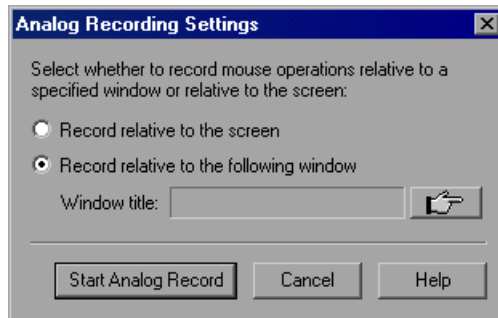 Analog Recording Settings
Select whether to record mouse operations relative to a
specified window or relative to the screen:
Record relative to the screen
Record relative to the following window
Window title:
Start Analog Record Cancel Help